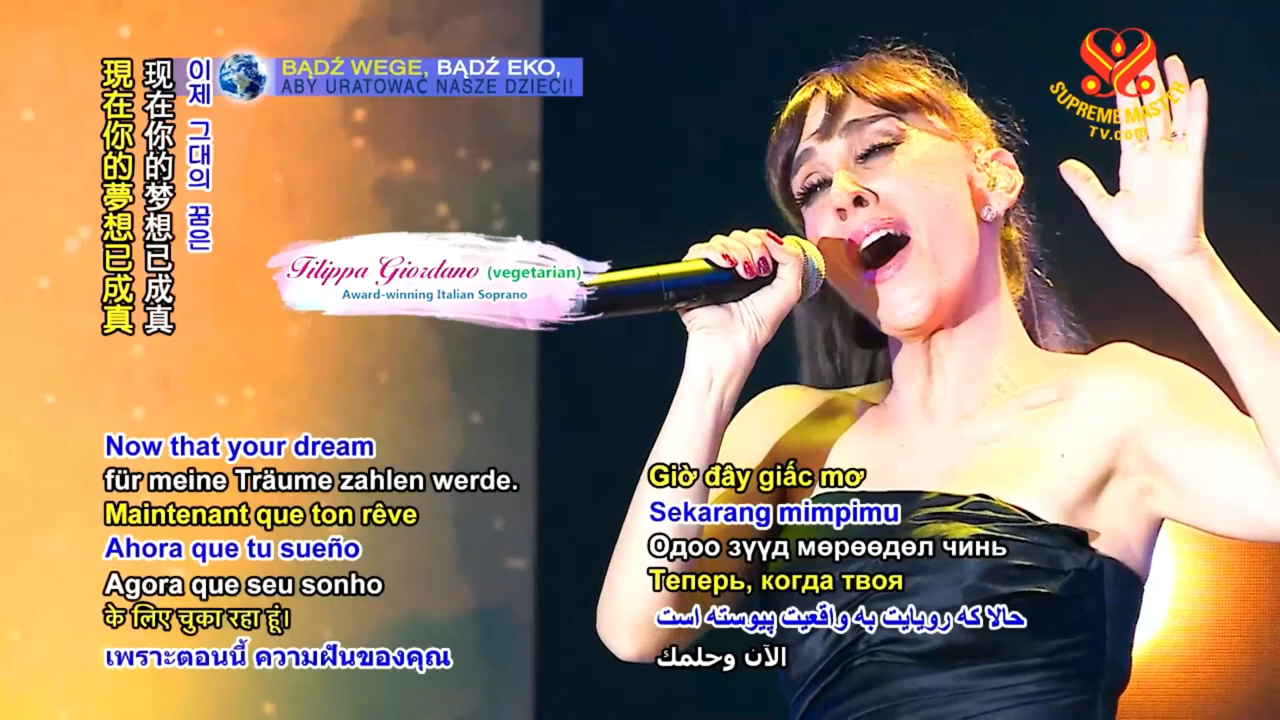 現在你的夢想已成真
现在你的梦想已成真
이제 그대의 꿈은
BĄDŹ WEGE, BĄDŹ EKO,
ABY URATOWAĆ NASZE DZIECI!
SUPREME MASTER
TV.com
Filippa Giordano (vegetarian)
Award-winning Italian Soprano
Now that your dream
für meine Träume zahlen werde.
Maintenant que ton rêve
Ahora que tu sueño
Agora que seu sonho
के लिए चुका रहा हूं।
เพราะตอนนี้ ความฝันของคุณ
Giờ đây giấc mơ
Sekarang mimpimu
Одоо зүүд мөрөөдөл чинь
Теперь, когда твоя
حالا که رویایت به واقعیت پیوسته است
الآن وحلمك